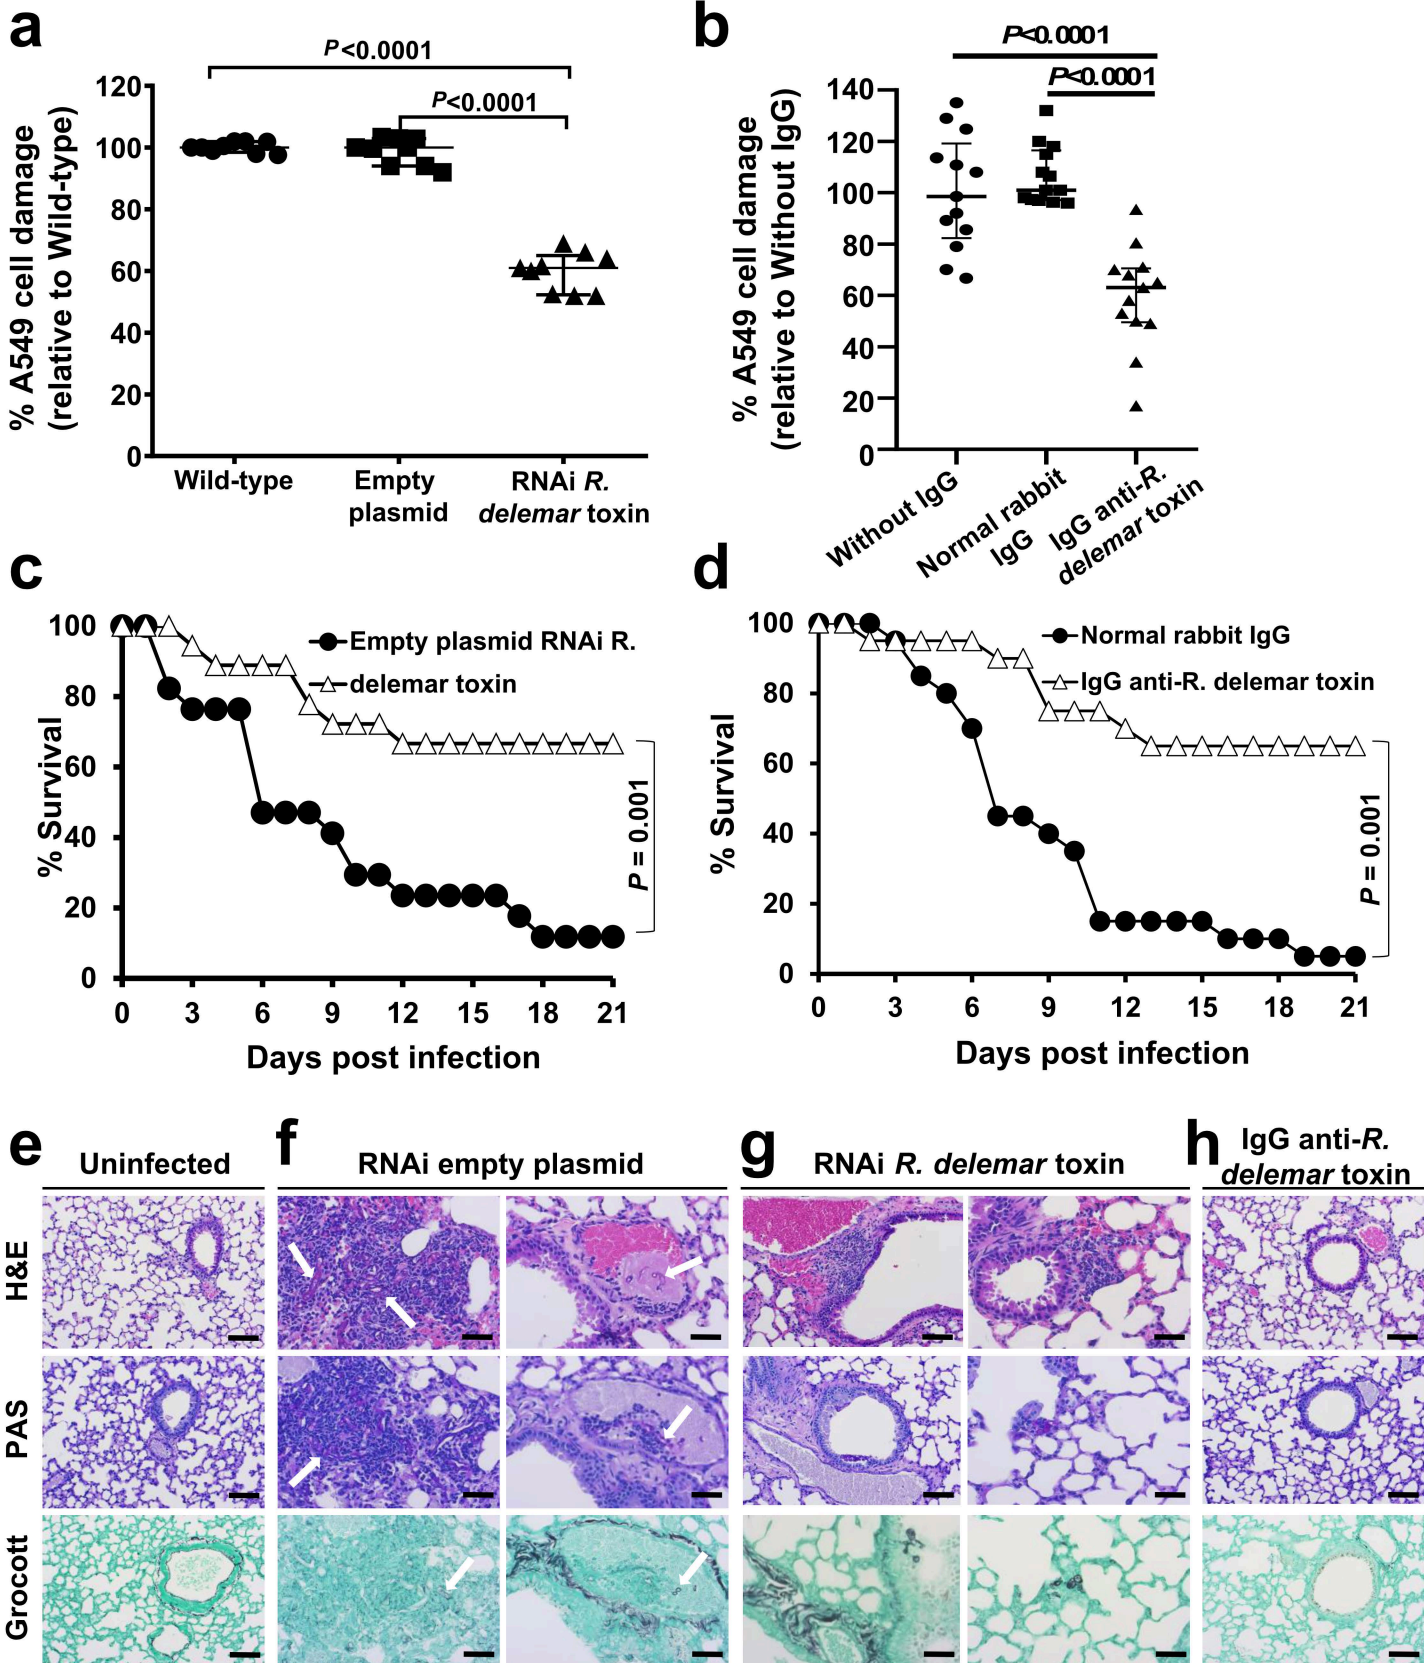 a
P<0.0001
P<0.0001
% A549 cell damage
(relative to Wild-type)
120
100
80
60
40
20
0
Wild-type
Empty
plasmid
RNAi R.
delemar toxin
b
P<0.0001
P<0.0001
% A549 cell damage
(relative to Without IgG)
140
120
100
80
60
40
20
0
Without IgG
Normal rabbit
IgG
IgG anti-R.
delemar toxin
c
% Survival
100
80
60
40
20
0
Empty plasmid RNAi R.
delemar toxin
P = 0.001
0 3 6 9 12 15 18 21
Days post infection
d
% Survival
100
80
60
40
20
0
Normal rabbit IgG
IgG anti-R. delemar toxin
P = 0.001
0 3 6 9 12 15 18 21
Days post infection
e
Uninfected
f
RNAi empty plasmid
g
RNAi R. delemar toxin
h
IgG anti-R.
delemar toxin
H&E
PAS
Grocott